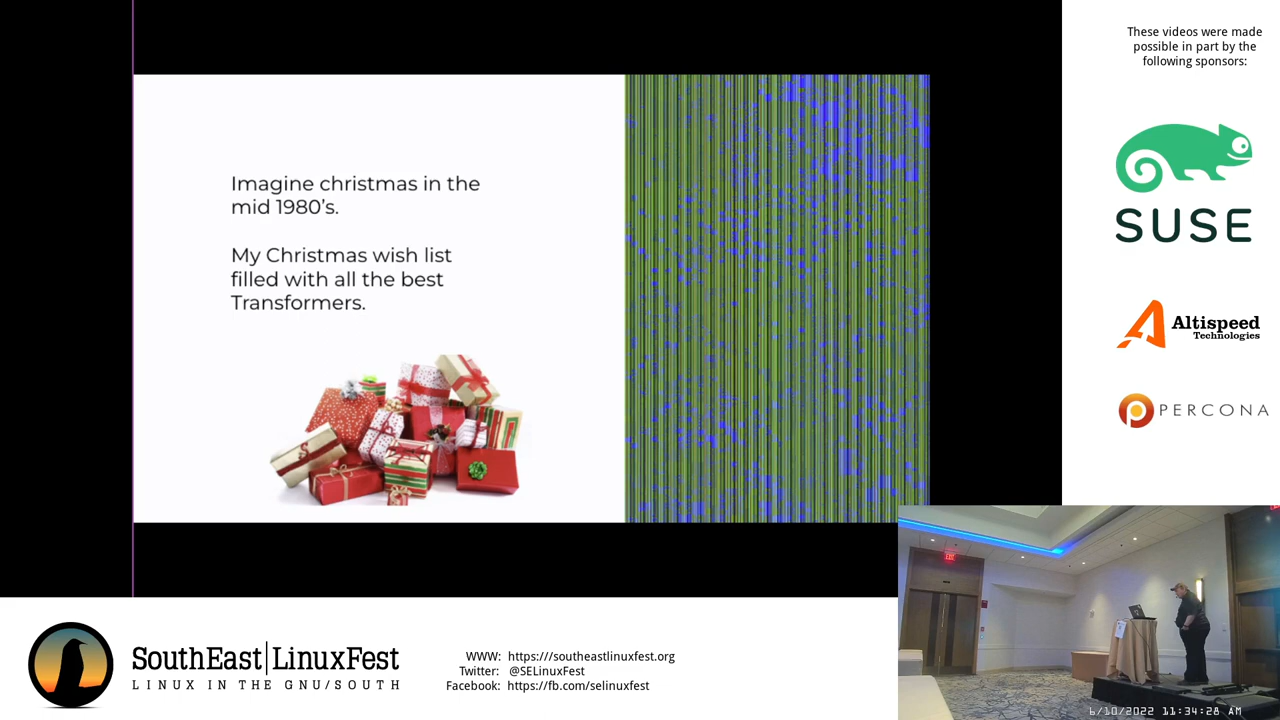 These videos were made
possible in part by the
following sponsors:
Imagine christmas in the
mid 1980's.
My Christmas wish list
filled with all the best
Transformers.
SUSE
Altispeed
Technologies
PERCONA
EXIT
SouthEast LinuxFest
LINUX IN THE GNU/SOUTH
WWW: https:///southeastlinuxfest.org
Twitter: @SELinuxFest
Facebook: https://fb.com/selinuxfest
6/10/2022 11:34:28 AM